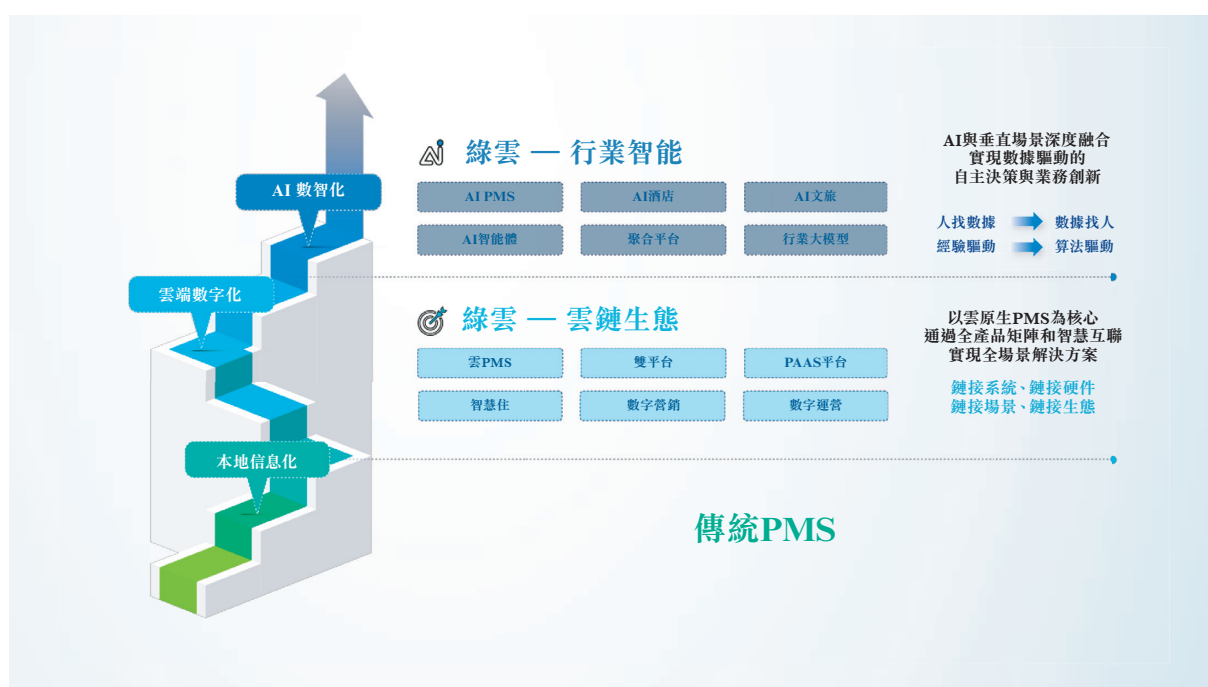 綠雲 — 行業智能
AI與垂直場景深度融合
實現數據驅動的
自主決策與業務創新
AI 數智化
AI PMS
AI酒店
AI文旅
AI智能體
聚合平台
行業大模型
人找數據
數據找人
經驗驅動
算法驅動
雲端數字化
綠雲 — 雲鏈生態
以雲原生PMS為核心
通過全產品矩陣和智慧互聯
實現全場景解決方案
雲PMS
雙平台
PAAS平台
智慧住
數字營銷
數字運營
鏈接系統、鏈接硬件
鏈接場景、鏈接生態
本地信息化
傳統PMS